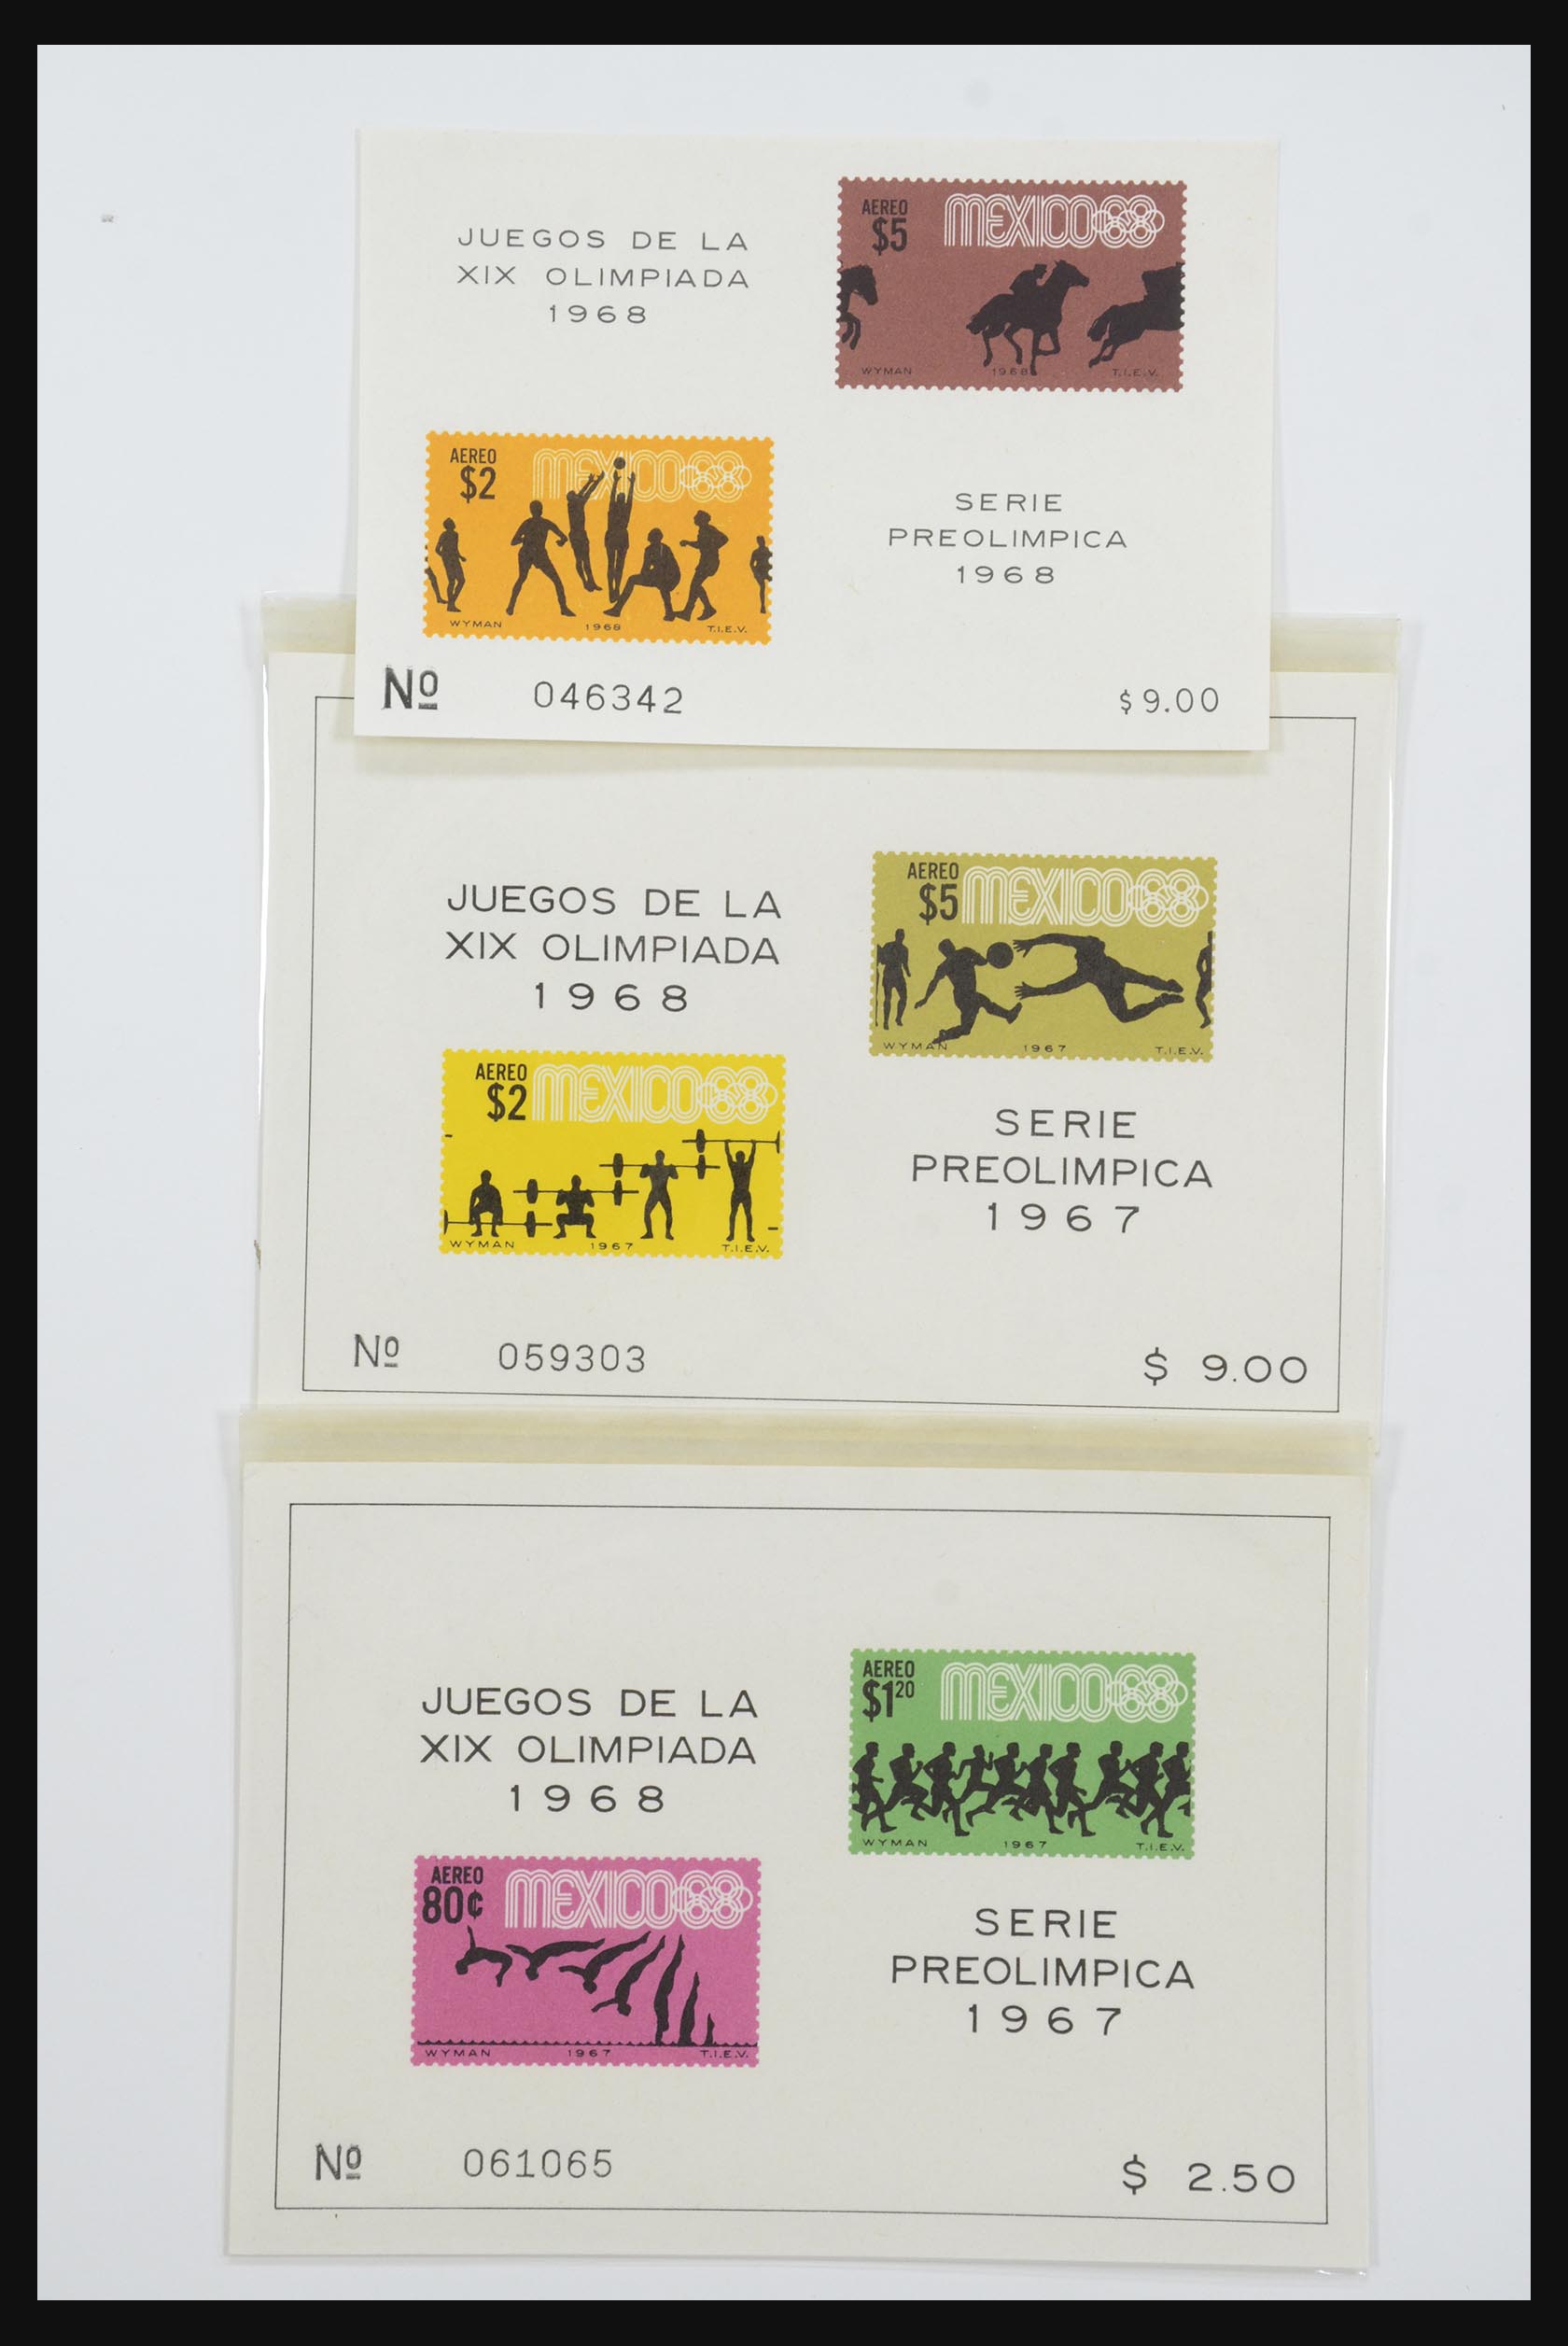 JUEGOS DE LA
XIX OLIMPIADA
1968
AEREO
$5
MEXICO68
WYMAN 1968 T.I.E.V.
AEREO
$2
MEXICO68
WYMAN 1968 T.I.E.V.
SERIE
PREOLIMPICA
1968
Nº 046342 $9.00
JUEGOS DE LA
XIX OLIMPIADA
1968
AEREO
$5
MEXICO68
WYMAN 1967 T.I.E.V.
AEREO
$2
MEXICO68
WYMAN 1967 T.I.E.V.
SERIE
PREOLIMPICA
1967
Nº 059303 $ 9.00
JUEGOS DE LA
XIX OLIMPIADA
1968
AEREO
$120
MEXICO68
WYMAN 1967 T.I.E.V.
AEREO
80¢
MEXICO68
WYMAN 1967 T.I.E.V.
SERIE
PREOLIMPICA
1967
Nº 061065 $ 2.50